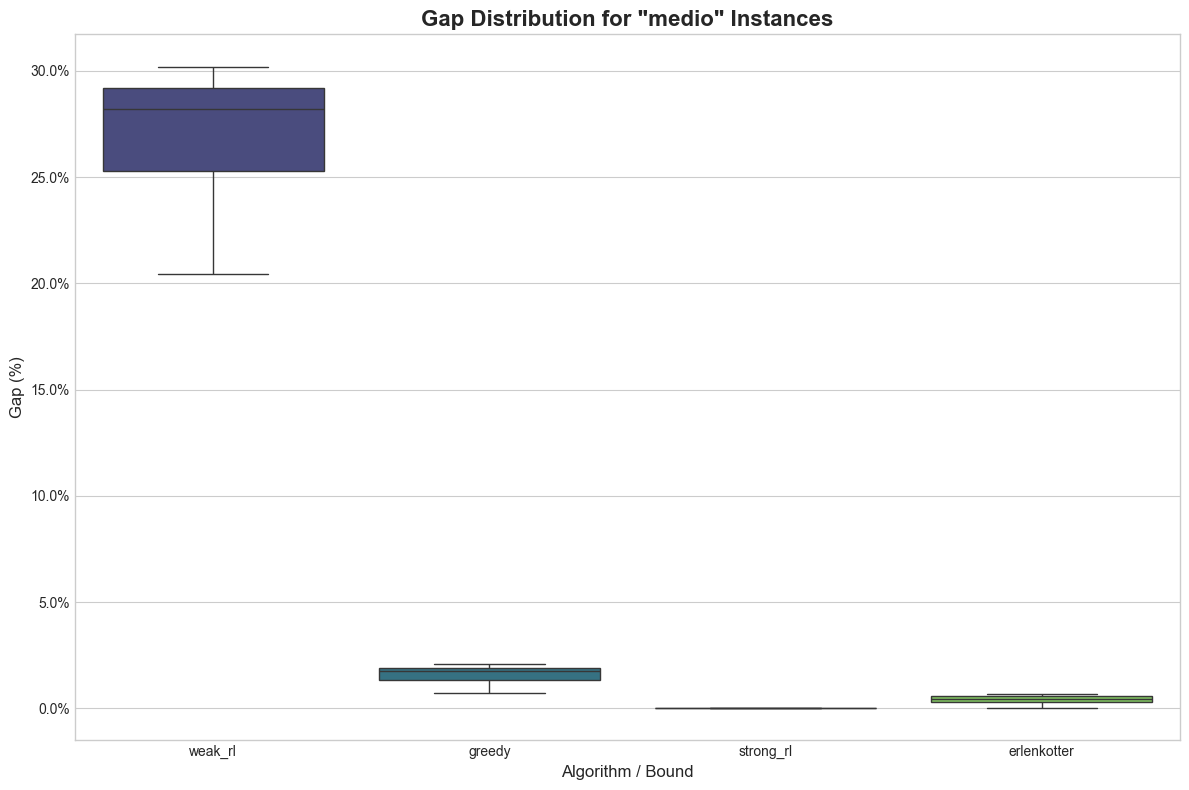 Gap Distribution for "medio" Instances
30.0%
25.0%
20.0%
15.0%
10.0%
5.0%
0.0%
Gap (%)
weak_rl greedy strong_rl erlenkotter
Algorithm / Bound